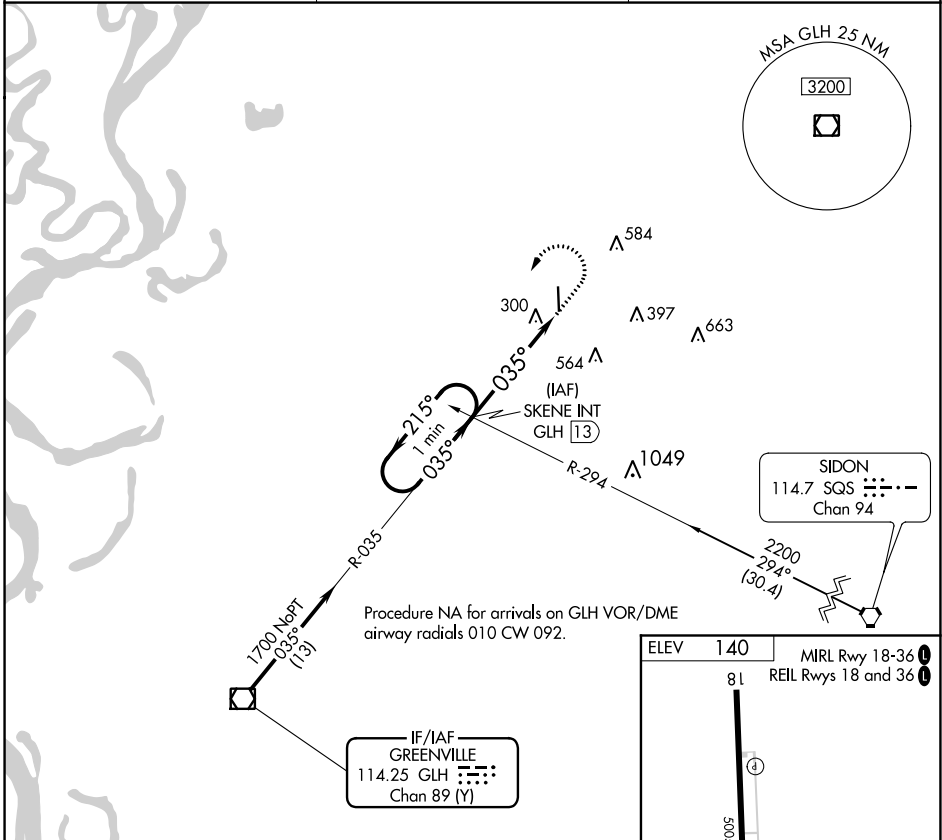 MSA GLH 25 NM
3200
584
300
397
663
564
035°
(IAF)
SKENE INT
GLH 13
215°
1 min
035°
R-294
1049
SIDON
114.7 SQS
Chan 94
2200
294°
(30.4)
R-035
1700 NoPT
035°
(13)
Procedure NA for arrivals on GLH VOR/DME
airway radials 010 CW 092.
IF/IAF
GREENVILLE
114.25 GLH
Chan 89 (Y)
ELEV 140
MIRL Rwy 18-36 L
REIL Rwys 18 and 36 L
18
P